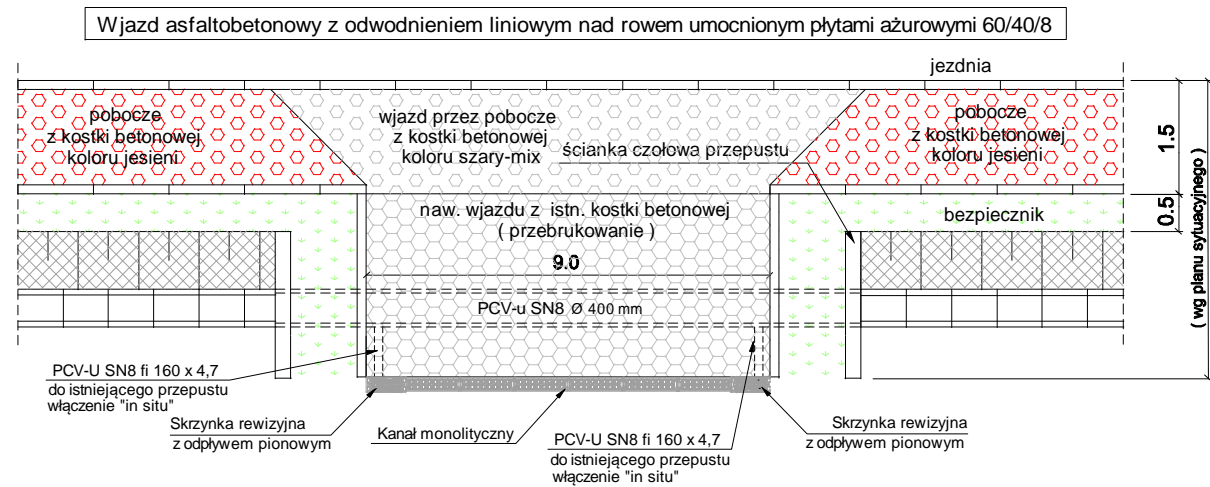 Wjazd asfaltobetonowy z odwodnieniem liniowym nad rowem umocnionym płytami ażurowymi 60/40/8
jezdnia
pobocze
z kostki betonowej
koloru jesieni
wjazd przez pobocze
z kostki betonowej
koloru szary-mix
ścianka czołowa przepustu
pobocze
z kostki betonowej
koloru jesieni
1.5
0.5
( wg planu sytuacyjnego )
naw. wjazdu z istn. kostki betonowej
( przebrukowanie )
bezpiecznik
9.0
PCV-u SN8 Ø 400 mm
PCV-U SN8 fi 160 x 4,7
do istniejącego przepustu
włączenie "in situ"
Skrzynka rewizyjna
z odpływem pionowym
Kanał monolityczny
PCV-U SN8 fi 160 x 4,7
do istniejącego przepustu
włączenie "in situ"
Skrzynka rewizyjna
z odpływem pionowym